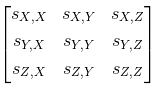 s_{X,X} s_{X,Y} s_{X,Z}
s_{Y,X} s_{Y,Y} s_{Y,Z}
s_{Z,X} s_{Z,Y} s_{Z,Z}